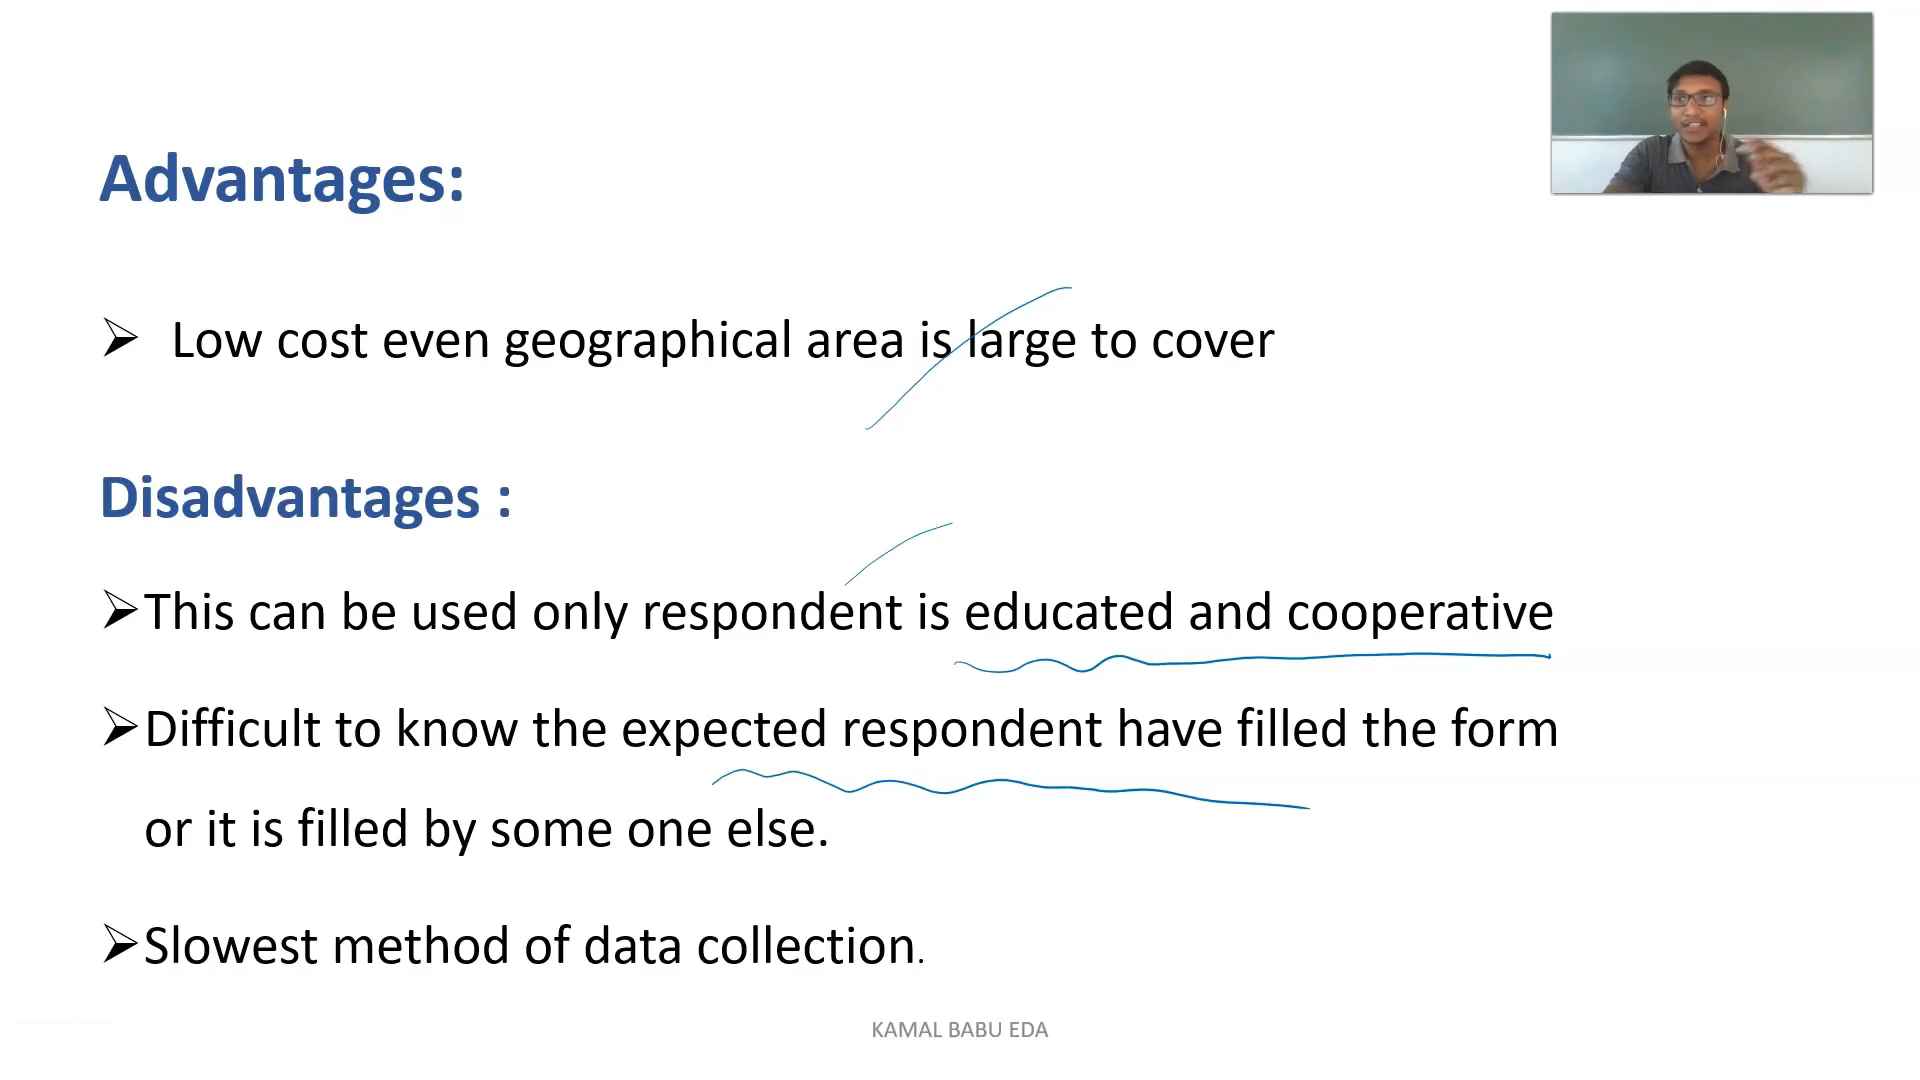 Advantages:
➢ Low cost even geographical area is large to cover
Disadvantages :
➢This can be used only respondent is educated and cooperative
➢Difficult to know the expected respondent have filled the form
or it is filled by some one else.
➢Slowest method of data collection.
KAMAL BABU EDA